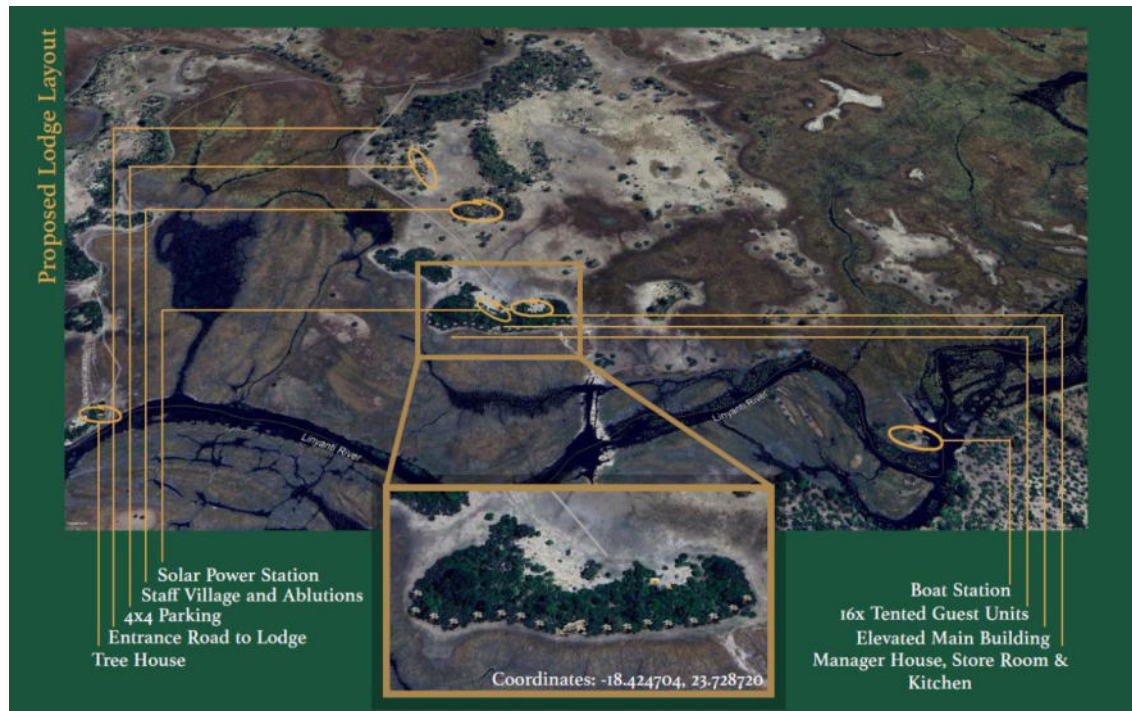 Proposed Lodge Layout
Linyanti River
Linyanti River
Solar Power Station
Staff Village and Ablutions
4x4 Parking
Entrance Road to Lodge
Tree House
Boat Station
16x Tented Guest Units
Elevated Main Building
Manager House, Store Room &
Kitchen
Coordinates: -18.424704, 23.728720